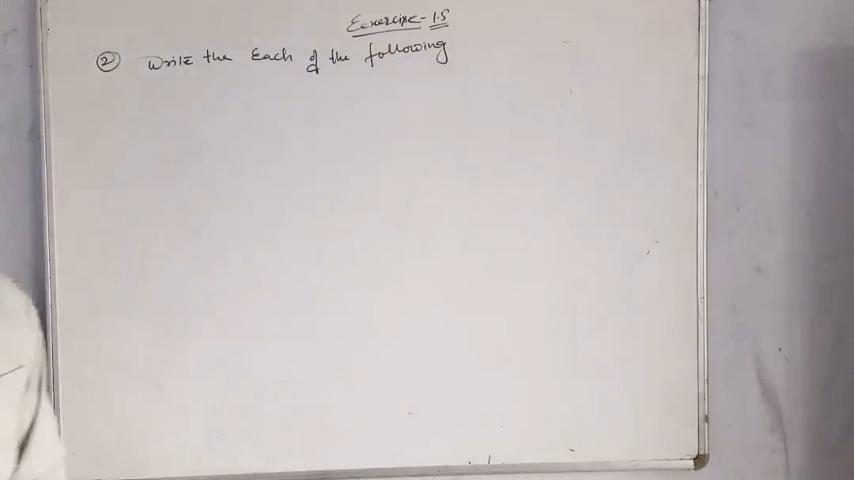 Exercise-1.5
② Write the Each of the following